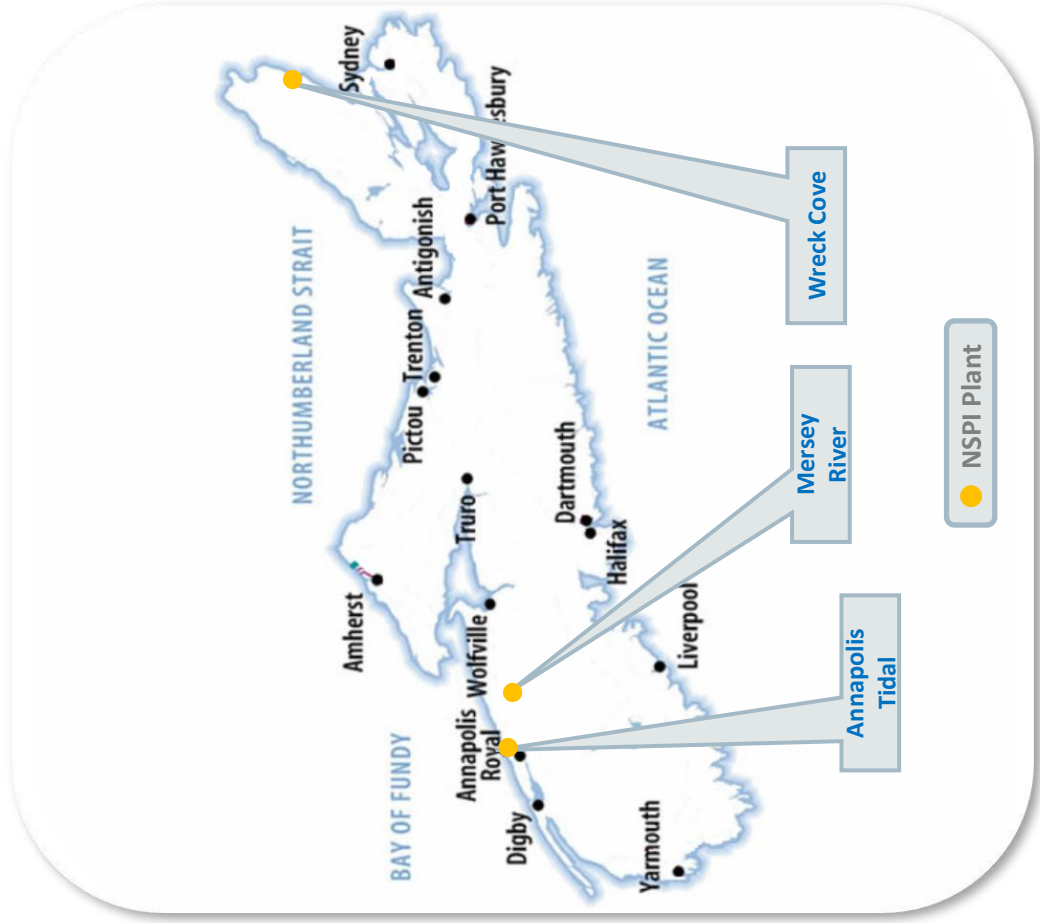 NORTHUMBERLAND STRAIT
Sydney
Amherst
BAY OF FUNDY
Pictou
Trenton
Antigonish
Annapolis
Royal
Truro
Wolfville
Port Hawkesbury
Digby
Dartmouth
Halifax
Yarmouth
ATLANTIC OCEAN
Liverpool
Wreck Cove
Mersey
River
Annapolis
Tidal
NSPI Plant